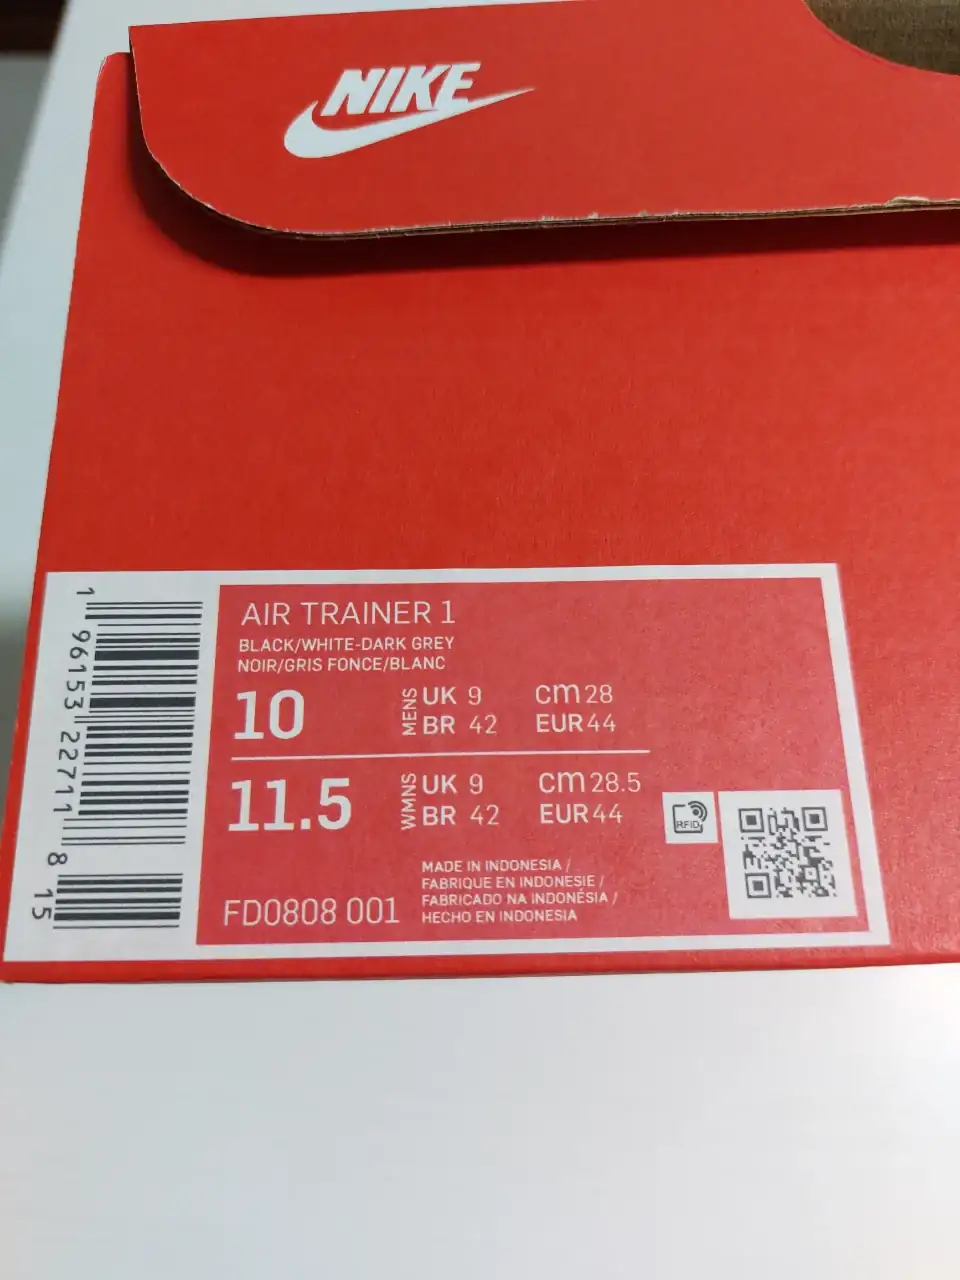 NIKE
AIR TRAINER 1
BLACK/WHITE-DARK GREY
NOIR/GRIS FONCE/BLANC
10 MENS UK 9 cm 28
BR 42 EUR 44
11.5 WMNS UK 9 cm 28.5
BR 42 EUR 44
RFID
MADE IN INDONESIA /
FABRIQUE EN INDONESIE /
FABRICADO NA INDONÉSIA /
HECHO EN INDONESIA
FD0808 001
1 96153 22711 8 15